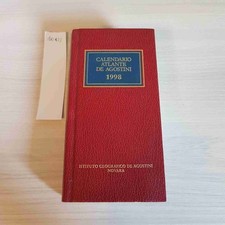 CALENDARIO
ATLANTE
DE AGOSTINI
1998
ISTITUTO GEOGRAFICO DE AGOSTINI
NOVARA